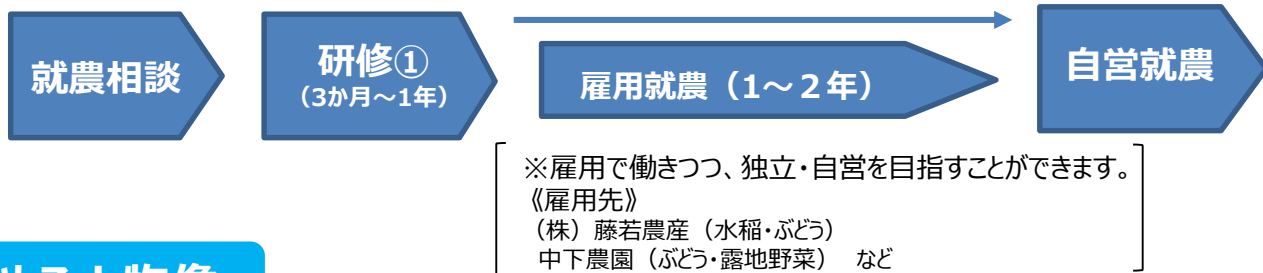 就農相談
研修①
（3か月～1年）
雇用就農（1～２年）
自営就農
※雇用で働きつつ、独立・自営を目指すことができます。
《雇用先》
（株）藤若農産（水稲・ぶどう）
中下農園（ぶどう・露地野菜）　など